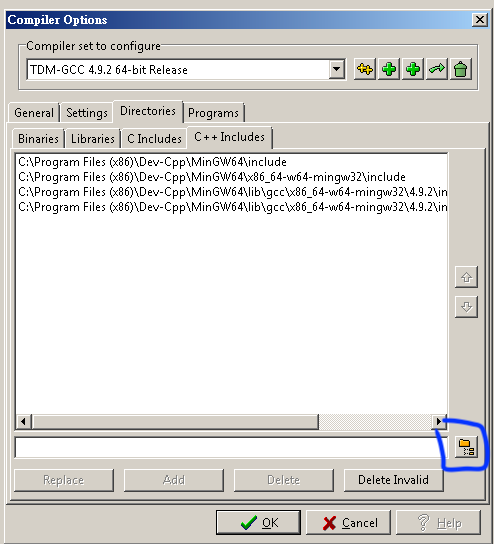 Compiler Options
Compiler set to configure
TDM-GCC 4.9.2 64-bit Release
General Settings Directories Programs
Binaries Libraries C Includes C++ Includes
C:\Program Files (x86)\Dev-Cpp\MinGW64\include
C:\Program Files (x86)\Dev-Cpp\MinGW64\x86_64-w64-mingw32\include
C:\Program Files (x86)\Dev-Cpp\MinGW64\lib\gcc\x86_64-w64-mingw32\4.9.2\in
C:\Program Files (x86)\Dev-Cpp\MinGW64\lib\gcc\x86_64-w64-mingw32\4.9.2\in
Replace Add Delete Delete Invalid
OK Cancel ? Help